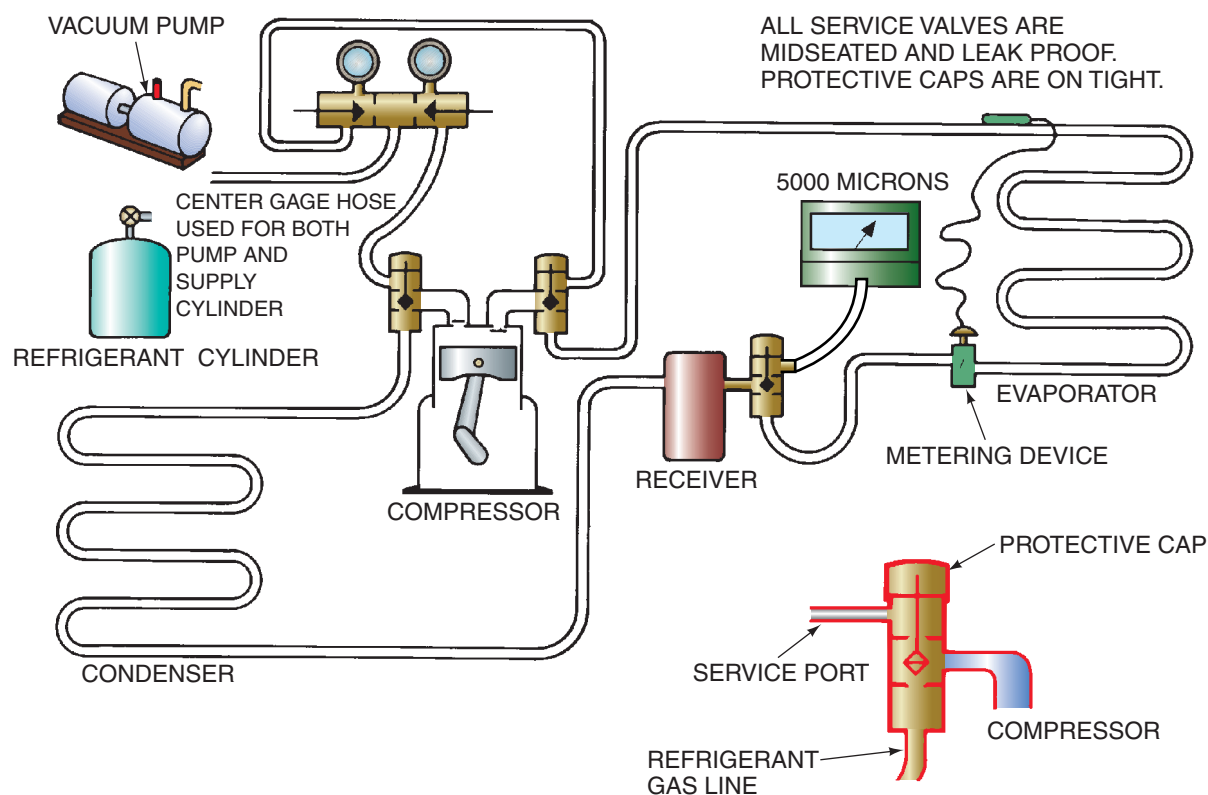 VACUUM PUMP
ALL SERVICE VALVES ARE
MIDSEATED AND LEAK PROOF.
PROTECTIVE CAPS ARE ON TIGHT.
5000 MICRONS
CENTER GAGE HOSE
USED FOR BOTH
PUMP AND
SUPPLY
CYLINDER
REFRIGERANT CYLINDER
EVAPORATOR
METERING DEVICE
RECEIVER
COMPRESSOR
CONDENSER
PROTECTIVE CAP
SERVICE PORT
COMPRESSOR
REFRIGERANT
GAS LINE